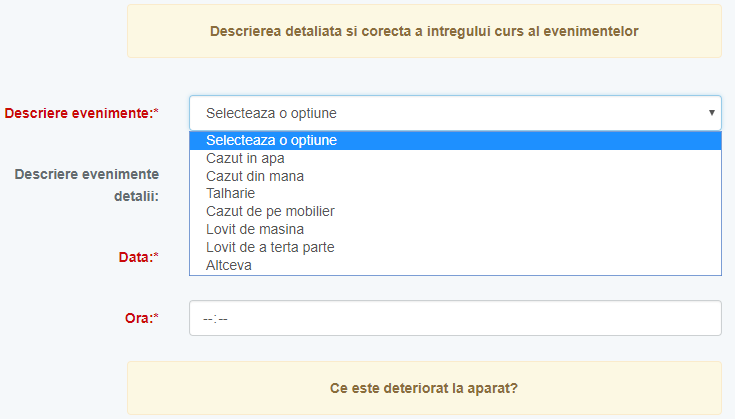 Descrierea detaliata si corecta a intregului curs al evenimentelor
Descriere evenimente:*
Selecteaza o optiune
Selecteaza o optiune
Cazut in apa
Cazut din mana
Talharie
Cazut de pe mobilier
Lovit de masina
Lovit de a terta parte
Altceva
Descriere evenimente
detalii:
Data:*
Ora:*
--:--
Ce este deteriorat la aparat?